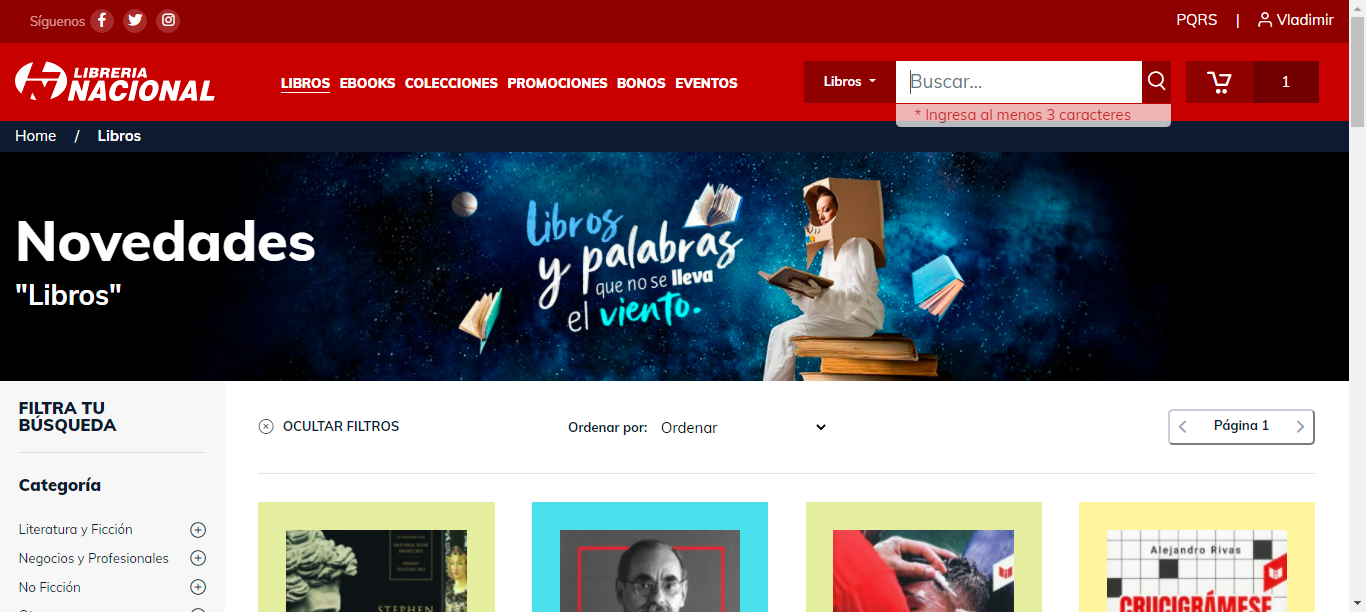 Síguenos
PQRS | Vladimir
LIBRERIA
NACIONAL
LIBROS EBOOKS COLECCIONES PROMOCIONES BONOS EVENTOS
Libros
Buscar...
1
* Ingresa al menos 3 caracteres
Home / Libros
Novedades
"Libros"
Libros
y palabras
que no se lleva
el viento.
FILTRA TU
BÚSQUEDA
OCULTAR FILTROS
Ordenar por: Ordenar
Página 1
Categoría
Literatura y Ficción
Negocios y Profesionales
No Ficción
STEPHEN
Alejandro Rivas
CRUCIGRÁMESE